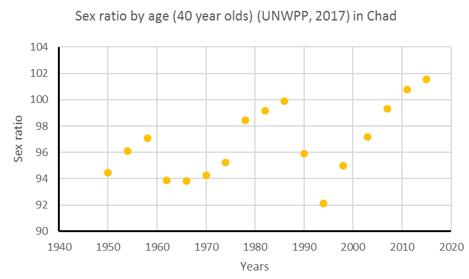 Sex ratio by age (40 year olds) (UNWPP, 2017) in Chad
104
102
100
98
96
94
92
90
Sex ratio
1940 1950 1960 1970 1980 1990 2000 2010 2020
Years